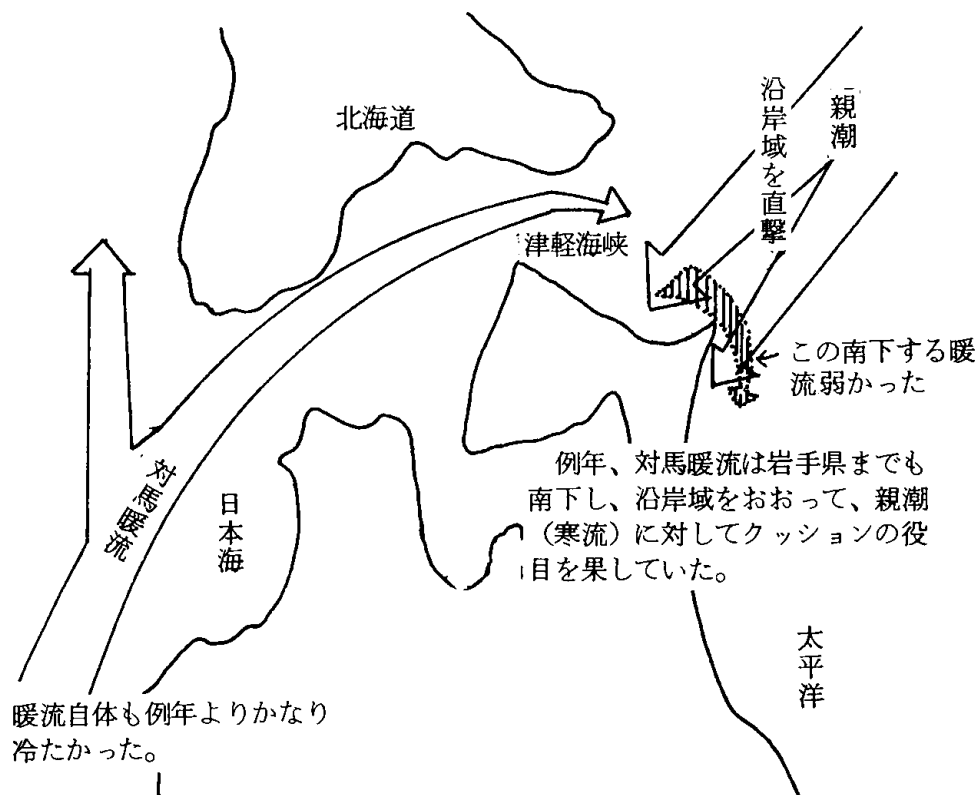 北海道
沿岸域を直撃
親潮
津軽海峡
この南下する暖
流弱かった
対馬暖流
日本海
例年、対馬暖流は岩手県までも
南下し、沿岸域をおおって、親潮
（寒流）に対してクッションの役
目を果していた。
太平洋
暖流自体も例年よりかなり
冷たかった。